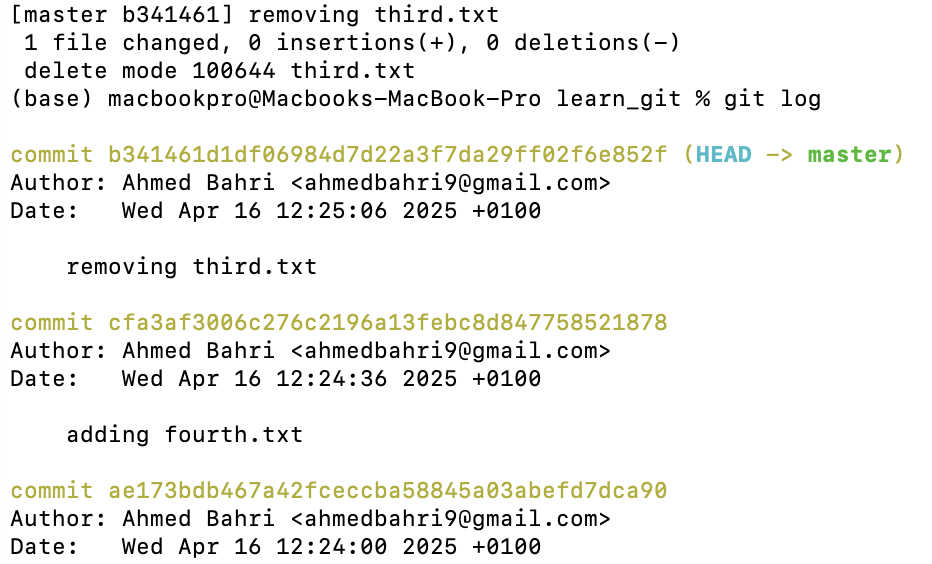 [master b341461] removing third.txt
 1 file changed, 0 insertions(+), 0 deletions(-)
 delete mode 100644 third.txt
(base) macbookpro@Macbooks-MacBook-Pro learn_git % git log
commit b341461d1df06984d7d22a3f7da29ff02f6e852f (HEAD -> master)
Author: Ahmed Bahri <ahmedbahri9@gmail.com>
Date:   Wed Apr 16 12:25:06 2025 +0100
    removing third.txt
commit cfa3af3006c276c2196a13febc8d847758521878
Author: Ahmed Bahri <ahmedbahri9@gmail.com>
Date:   Wed Apr 16 12:24:36 2025 +0100
    adding fourth.txt
commit ae173bdb467a42fceccba58845a03abefd7dca90
Author: Ahmed Bahri <ahmedbahri9@gmail.com>
Date:   Wed Apr 16 12:24:00 2025 +0100